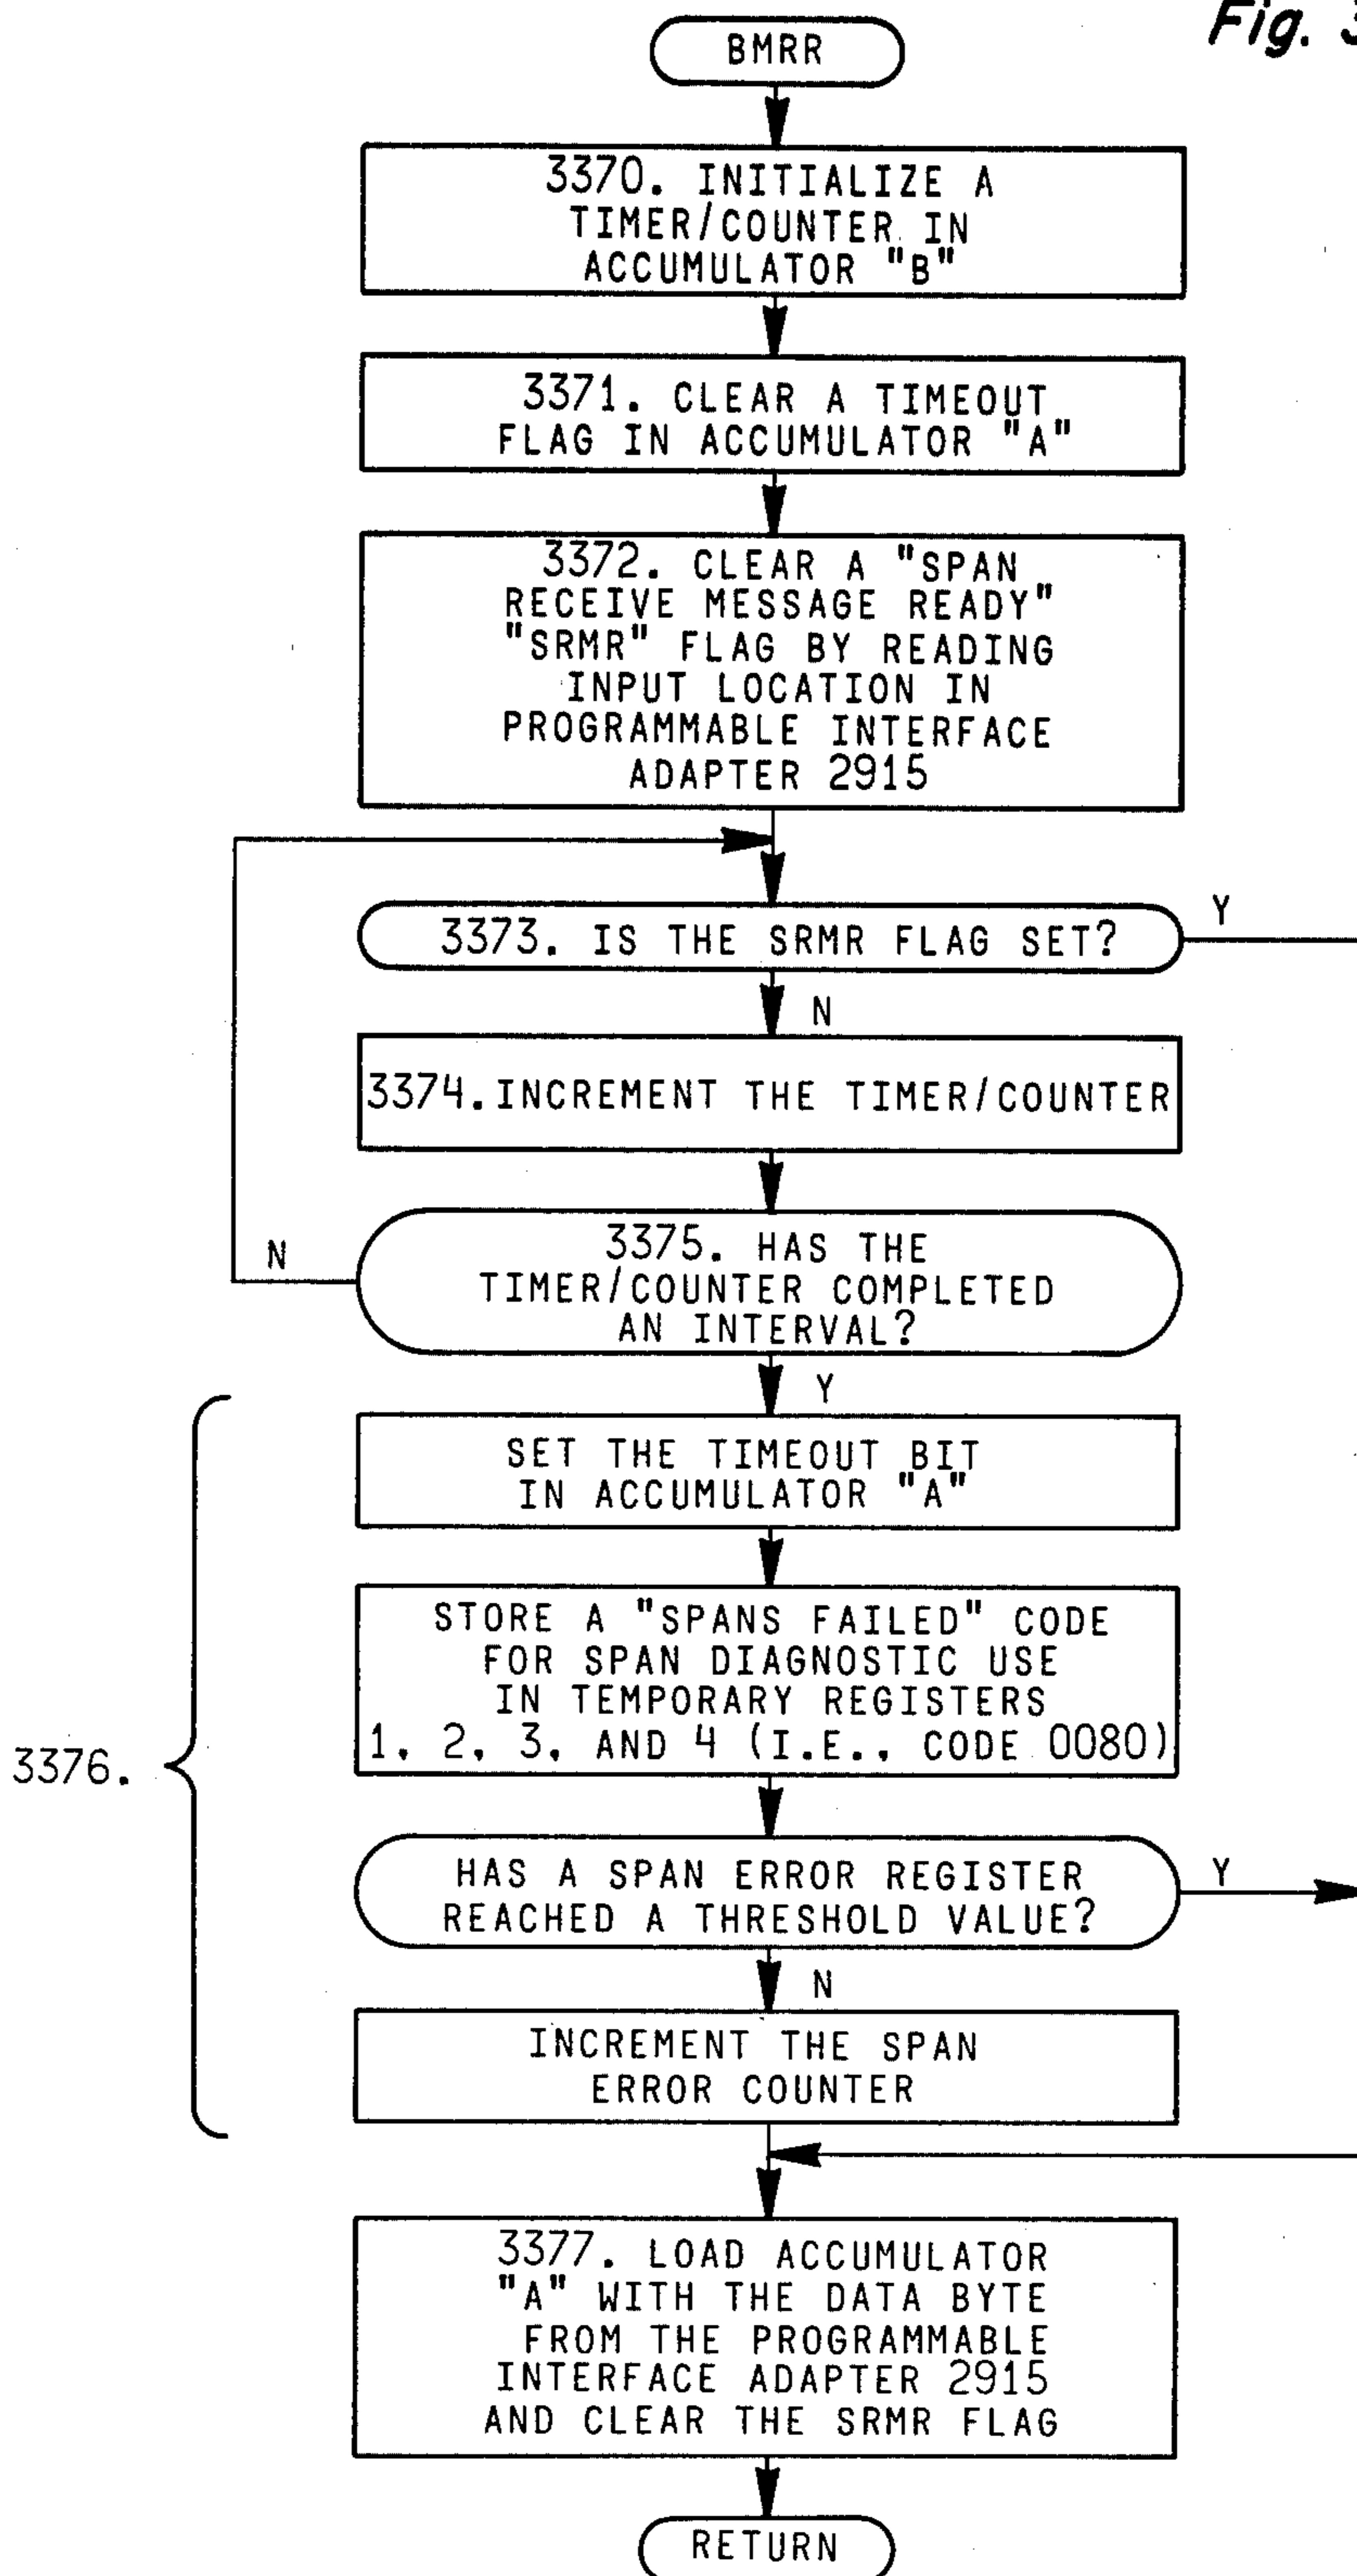 Fig. 3
BMRR
3370. INITIALIZE A
TIMER/COUNTER IN
ACCUMULATOR "B"
3371. CLEAR A TIMEOUT
FLAG IN ACCUMULATOR "A"
3372. CLEAR A "SPAN
RECEIVE MESSAGE READY"
"SRMR" FLAG BY READING
INPUT LOCATION IN
PROGRAMMABLE INTERFACE
ADAPTER 2915
3373. IS THE SRMR FLAG SET?
Y
N
3374. INCREMENT THE TIMER/COUNTER
3375. HAS THE
TIMER/COUNTER COMPLETED
AN INTERVAL?
N
Y
3376.
SET THE TIMEOUT BIT
IN ACCUMULATOR "A"
STORE A "SPANS FAILED" CODE
FOR SPAN DIAGNOSTIC USE
IN TEMPORARY REGISTERS
1, 2, 3, AND 4 (I.E., CODE 0080)
HAS A SPAN ERROR REGISTER
REACHED A THRESHOLD VALUE?
Y
N
INCREMENT THE SPAN
ERROR COUNTER
3377. LOAD ACCUMULATOR
"A" WITH THE DATA BYTE
FROM THE PROGRAMMABLE
INTERFACE ADAPTER 2915
AND CLEAR THE SRMR FLAG
RETURN